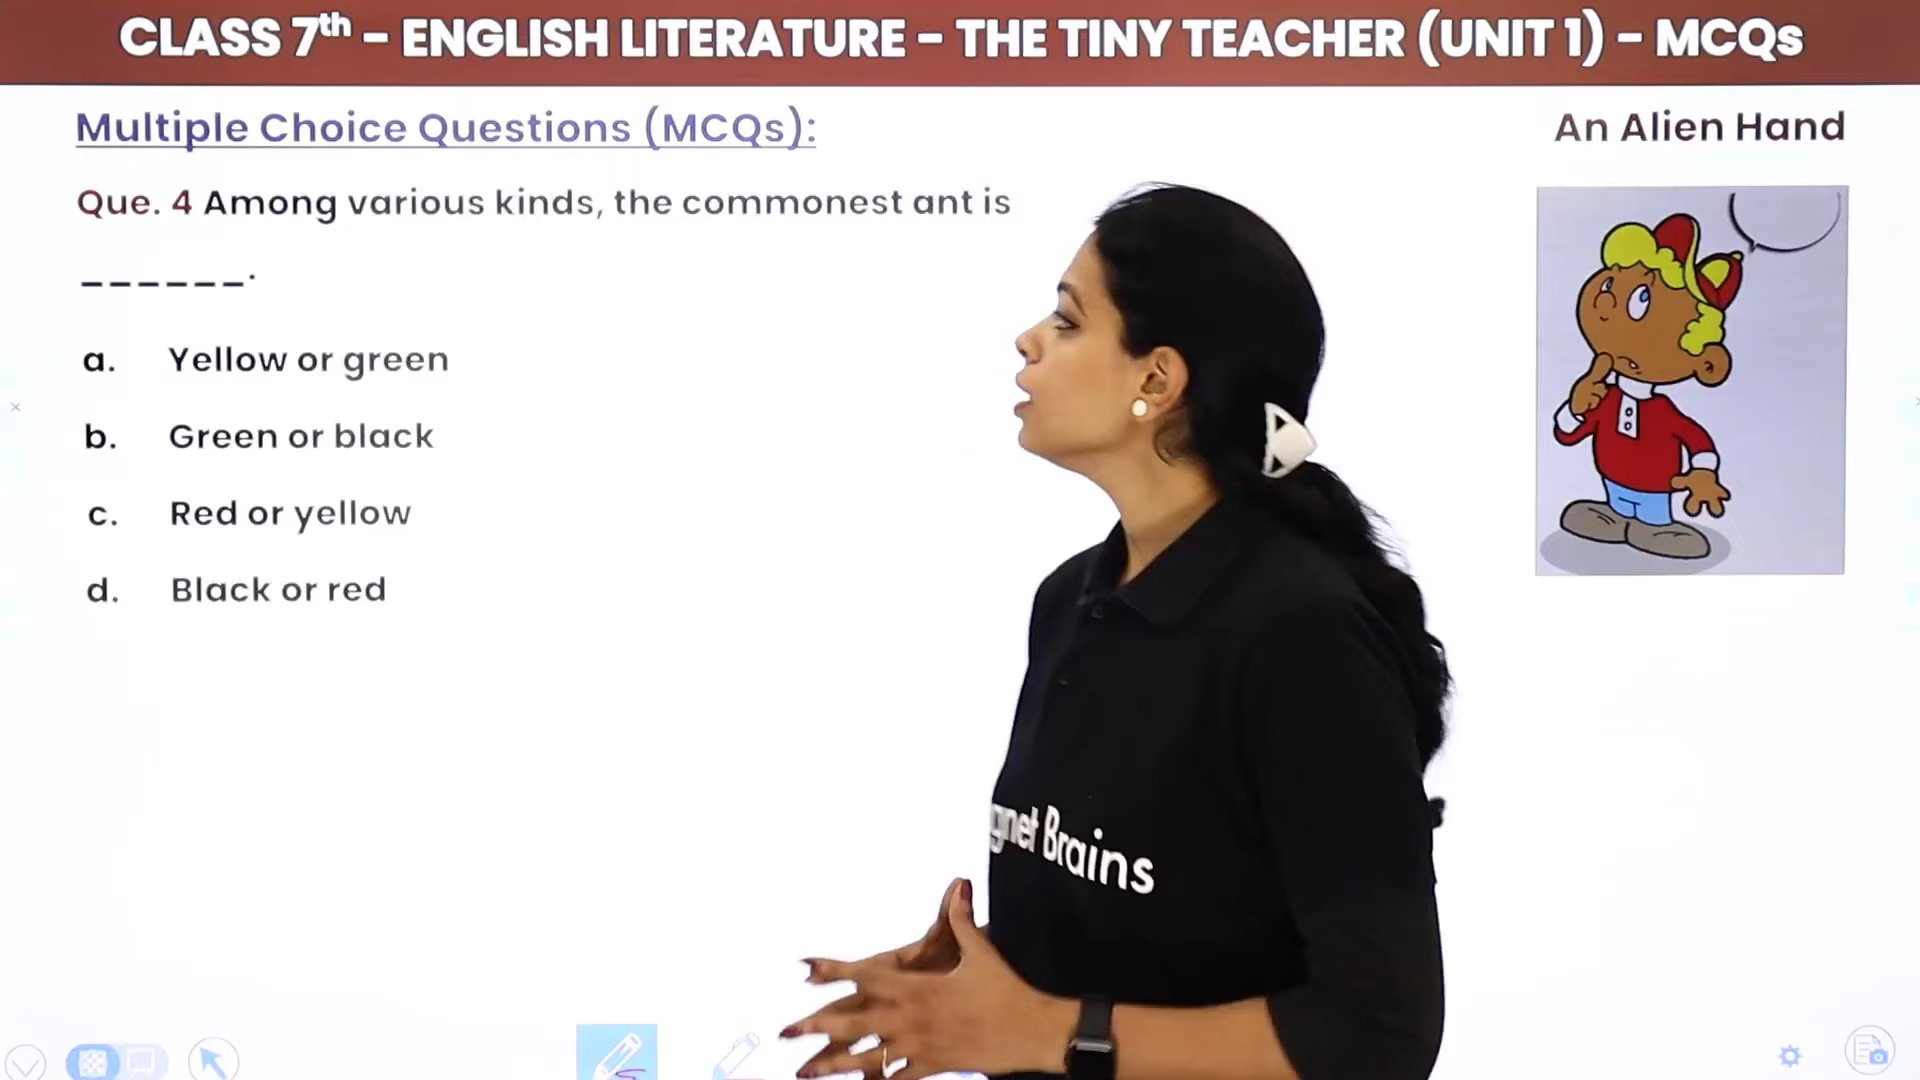 CLASS 7th – ENGLISH LITERATURE – THE TINY TEACHER (UNIT 1) – MCQs
Multiple Choice Questions (MCQs):
An Alien Hand
Que. 4 Among various kinds, the commonest ant is
______.
a. Yellow or green
b. Green or black
c. Red or yellow
d. Black or red
gnet Brains